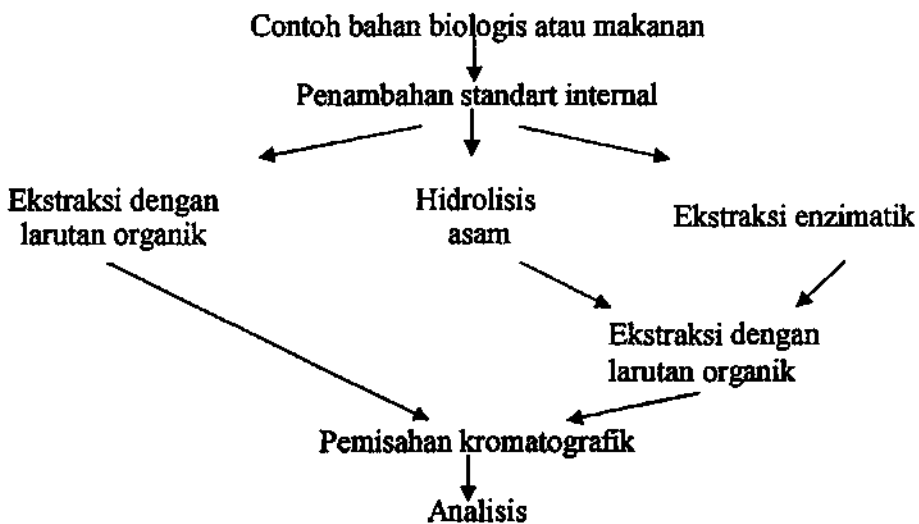 Contoh bahan biologis atau makanan
Penambahan standart internal
Ekstraksi dengan
larutan organik
Hidrolisis
asam
Ekstraksi enzimatik
Ekstraksi dengan
larutan organik
Pemisahan kromatografik
Analisis